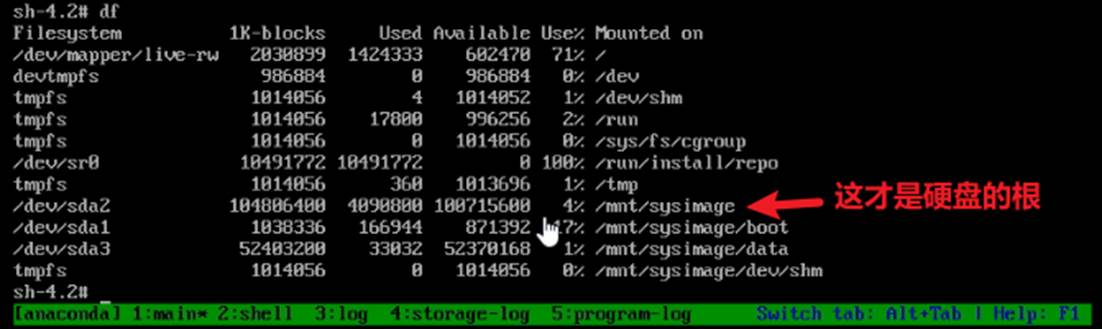 sh-4.2# df
Filesystem 1K-blocks Used Available Use% Mounted on
/dev/mapper/live-rw 2030899 1424333 602470 71% /
devtmpfs 986884 0 986884 0% /dev
tmpfs 1014056 4 1014052 1% /dev/shm
tmpfs 1014056 17800 996256 2% /run
tmpfs 1014056 0 1014056 0% /sys/fs/cgroup
/dev/sr0 10491772 10491772 0 100% /run/install/repo
tmpfs 1014056 360 1013696 1% /tmp
/dev/sda2 104806400 4090800 100715600 4% /mnt/sysimage 这才是硬盘的根
/dev/sda1 1038336 166944 871392 17% /mnt/sysimage/boot
/dev/sda3 52403200 33032 52370168 1% /mnt/sysimage/data
tmpfs 1014056 0 1014056 0% /mnt/sysimage/dev/shm
sh-4.2# _
[anaconda] 1:main* 2:shell 3:log 4:storage-log 5:program-log Switch tab: Alt+Tab | Help: F1